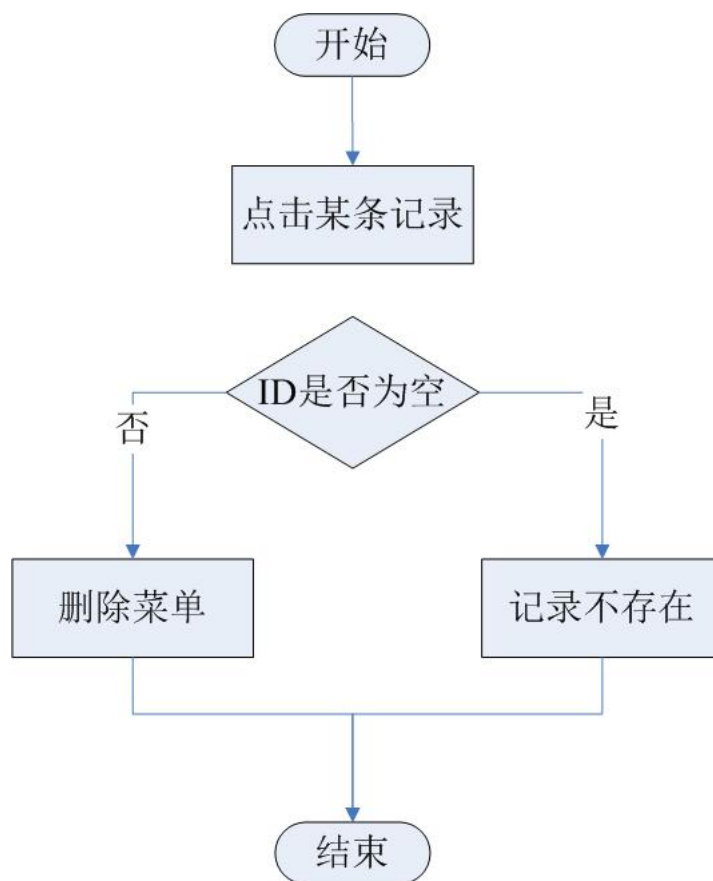 开始
点击某条记录
ID是否为空
否
是
删除菜单
记录不存在
结束